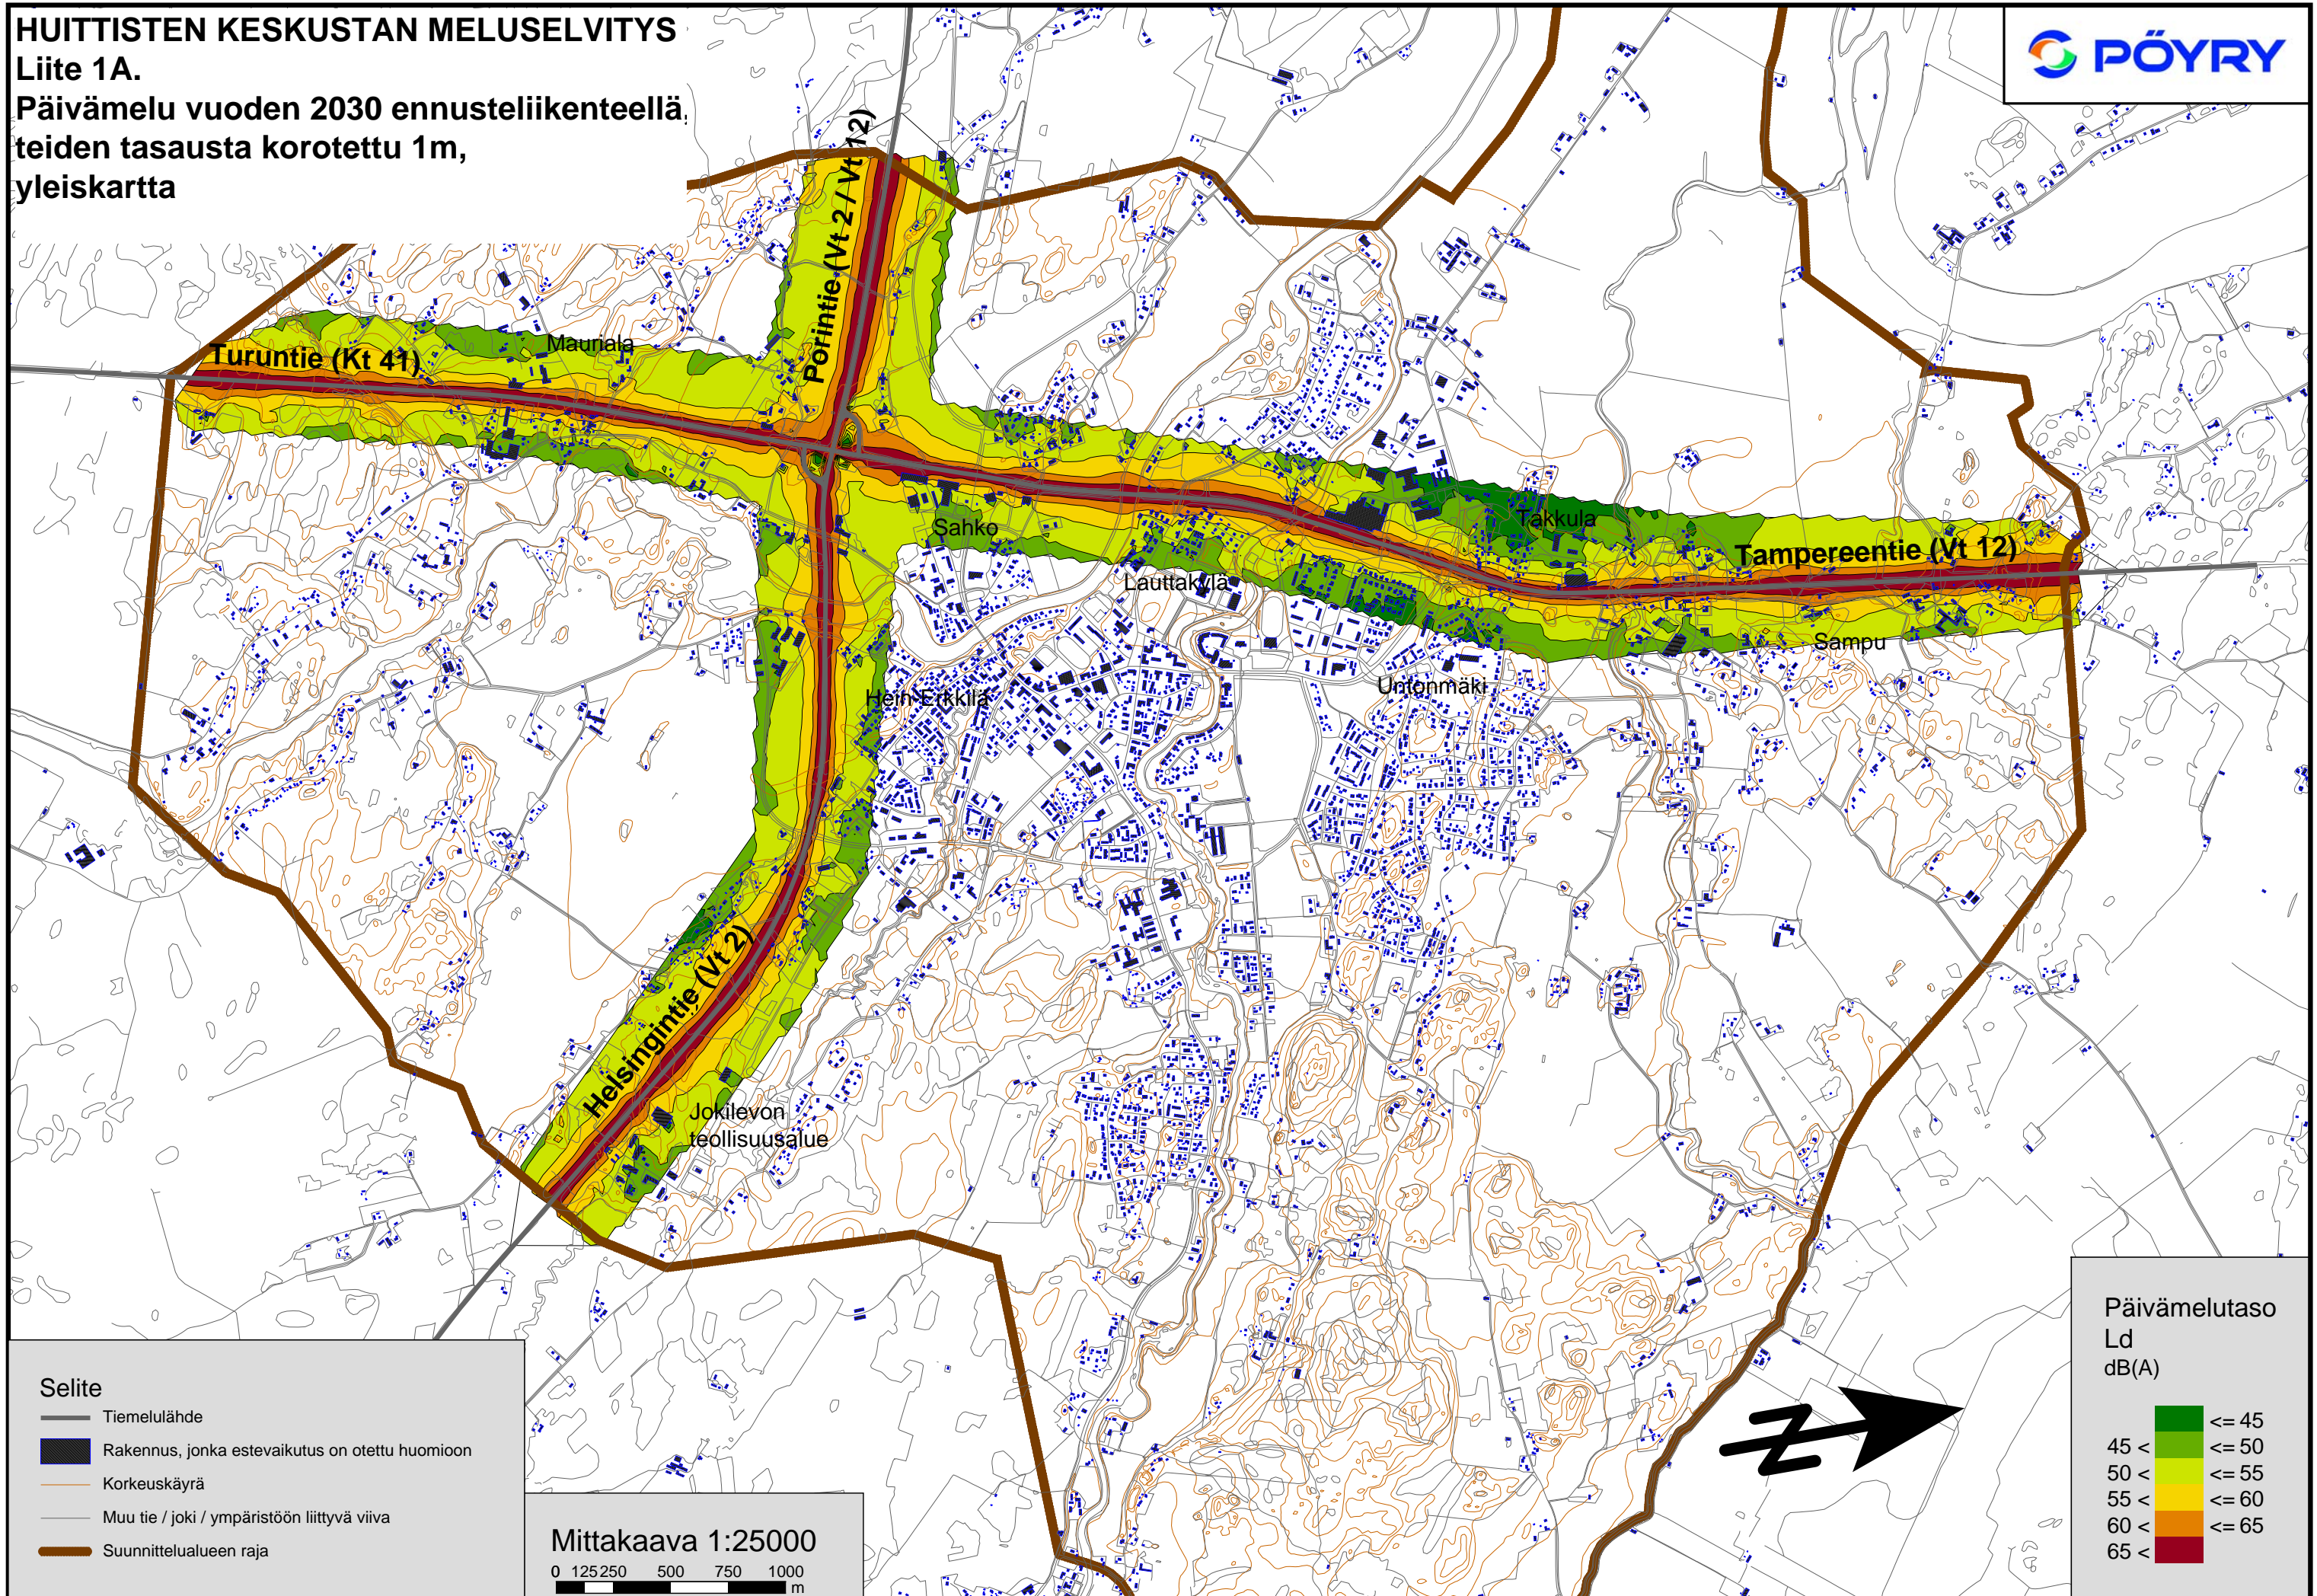 HUITTISTEN KESKUSTAN MELUSELVITYS
Liite 1A.
Päivämelu vuoden 2030 ennusteliikenteellä,
teiden tasausta korotettu 1m,
yleiskartta
PÖYRY
Porintie (Vt 2 / Vt 12)
Turuntie (Kt 41)
Mauriala
Sahko
Takkula
Tampereentie (Vt 12)
Lauttakylä
Sampu
Hein-Erkkilä
Untonmäki
Helsingintie (Vt 2)
Jokilevon
teollisuusalue
Selite
Tiemelulähde
Rakennus, jonka estevaikutus on otettu huomioon
Korkeuskäyrä
Muu tie / joki / ympäristöön liittyvä viiva
Suunnittelualueen raja
Mittakaava 1:25000
0 125 250 500 750 1000
m
N
Päivämelutaso
Ld
dB(A)
<= 45
45 < <= 50
50 < <= 55
55 < <= 60
60 < <= 65
65 <